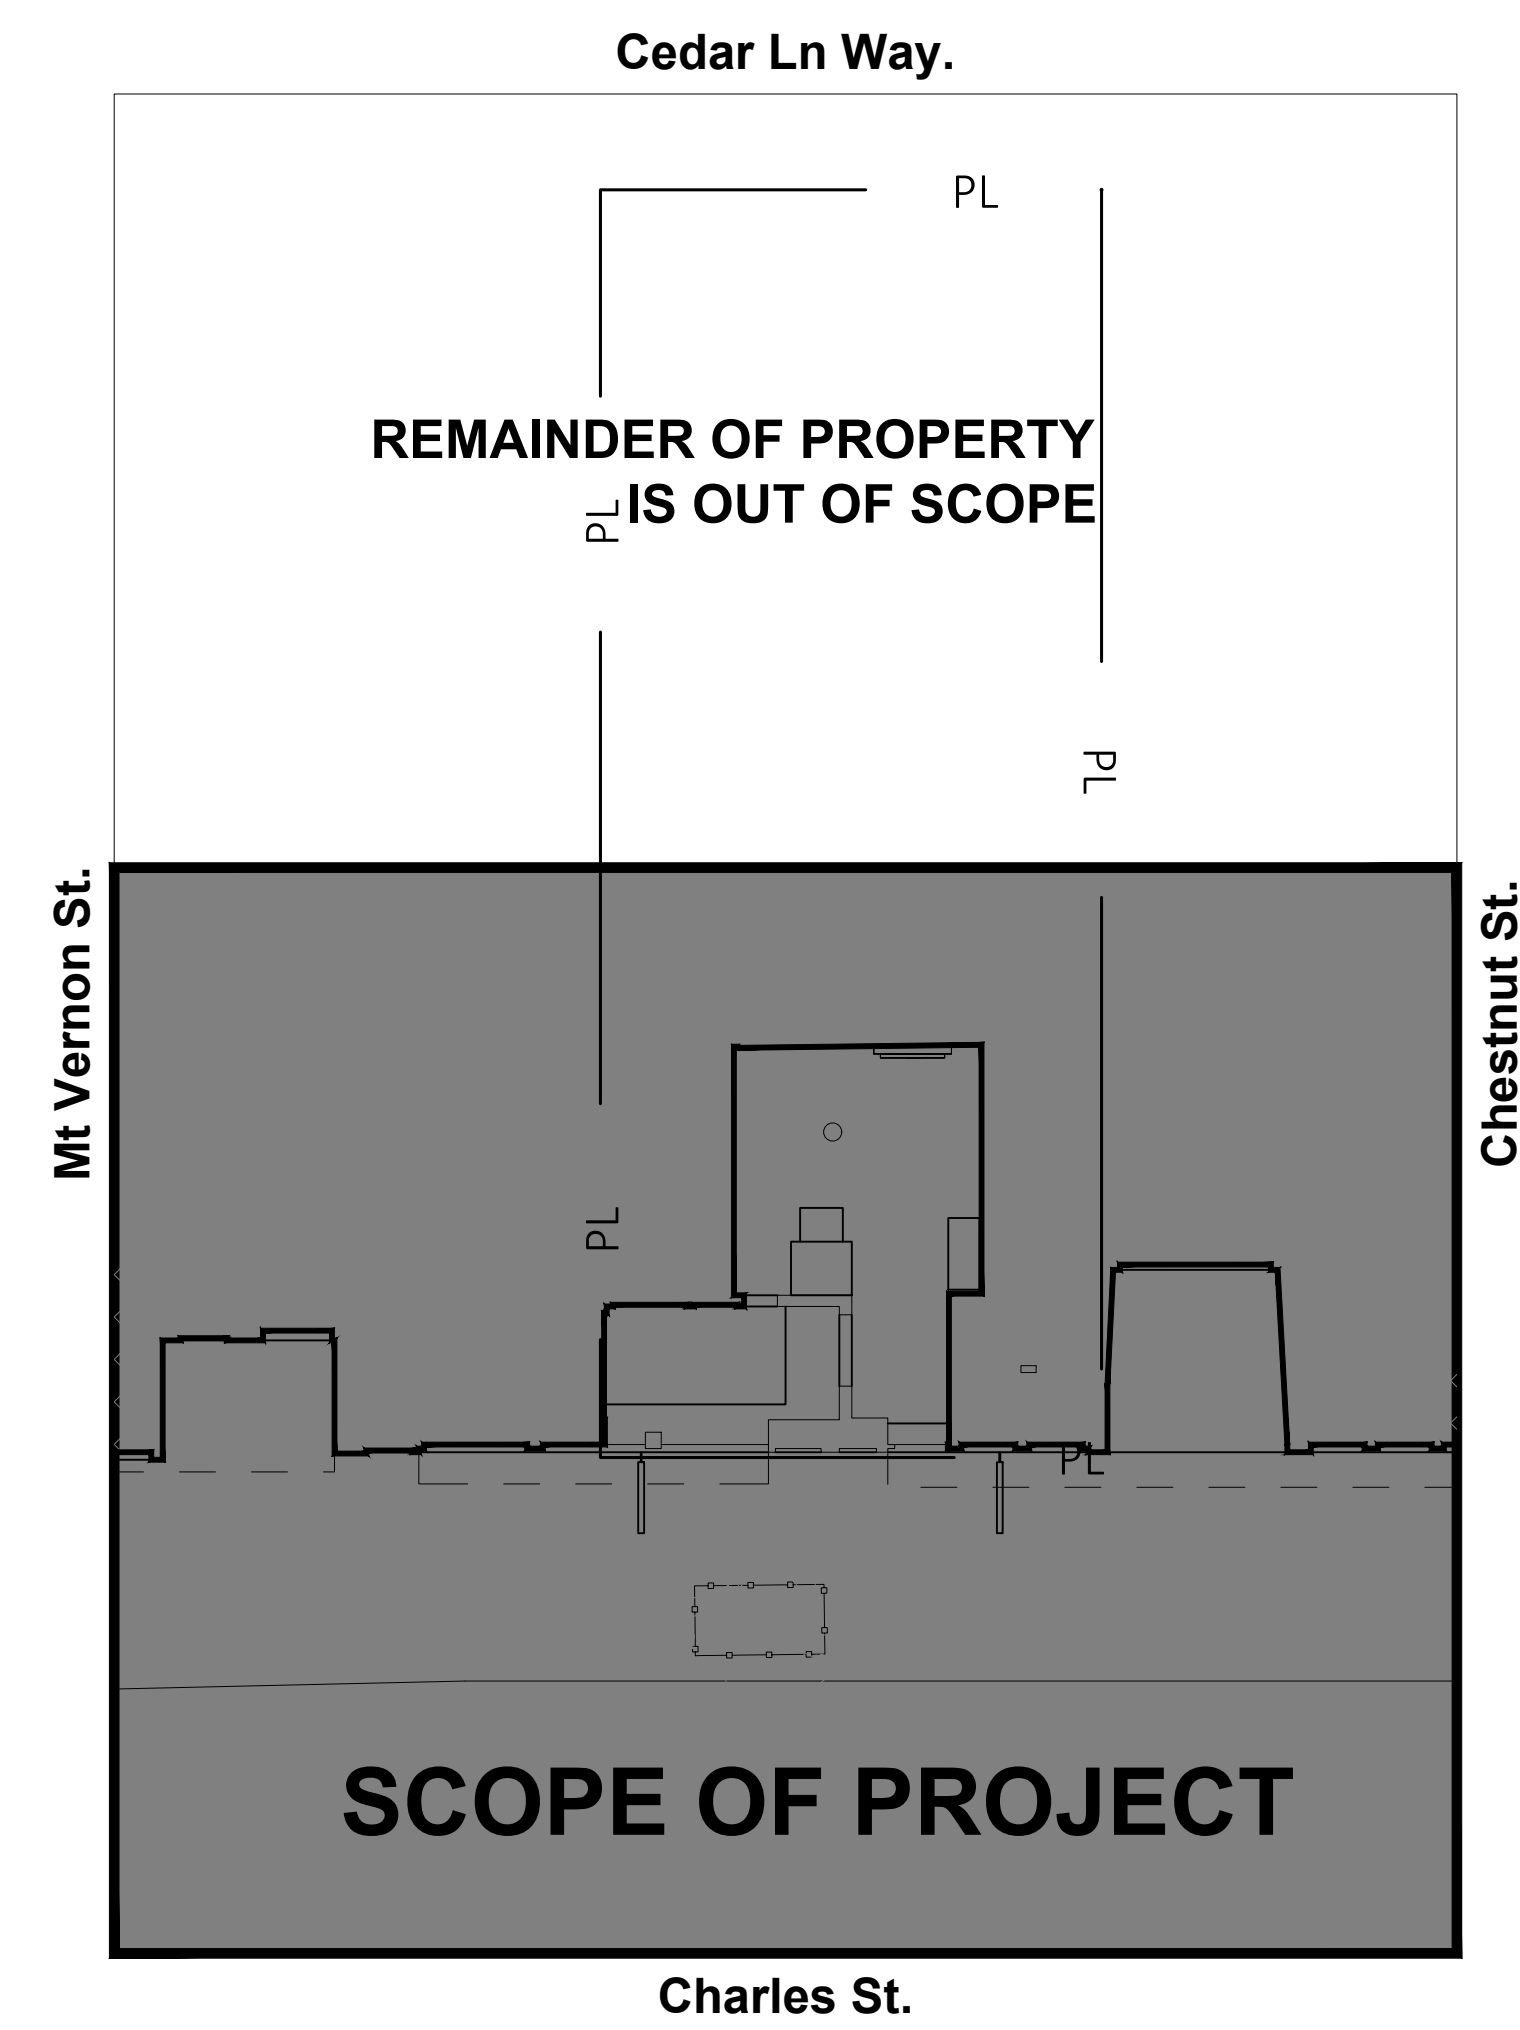 Cedar Ln Way.
PL
REMAINDER OF PROPERTY
IS OUT OF SCOPE
PL
PL
Mt Vernon St.
Chestnut St.
PL
PL
SCOPE OF PROJECT
Charles St.